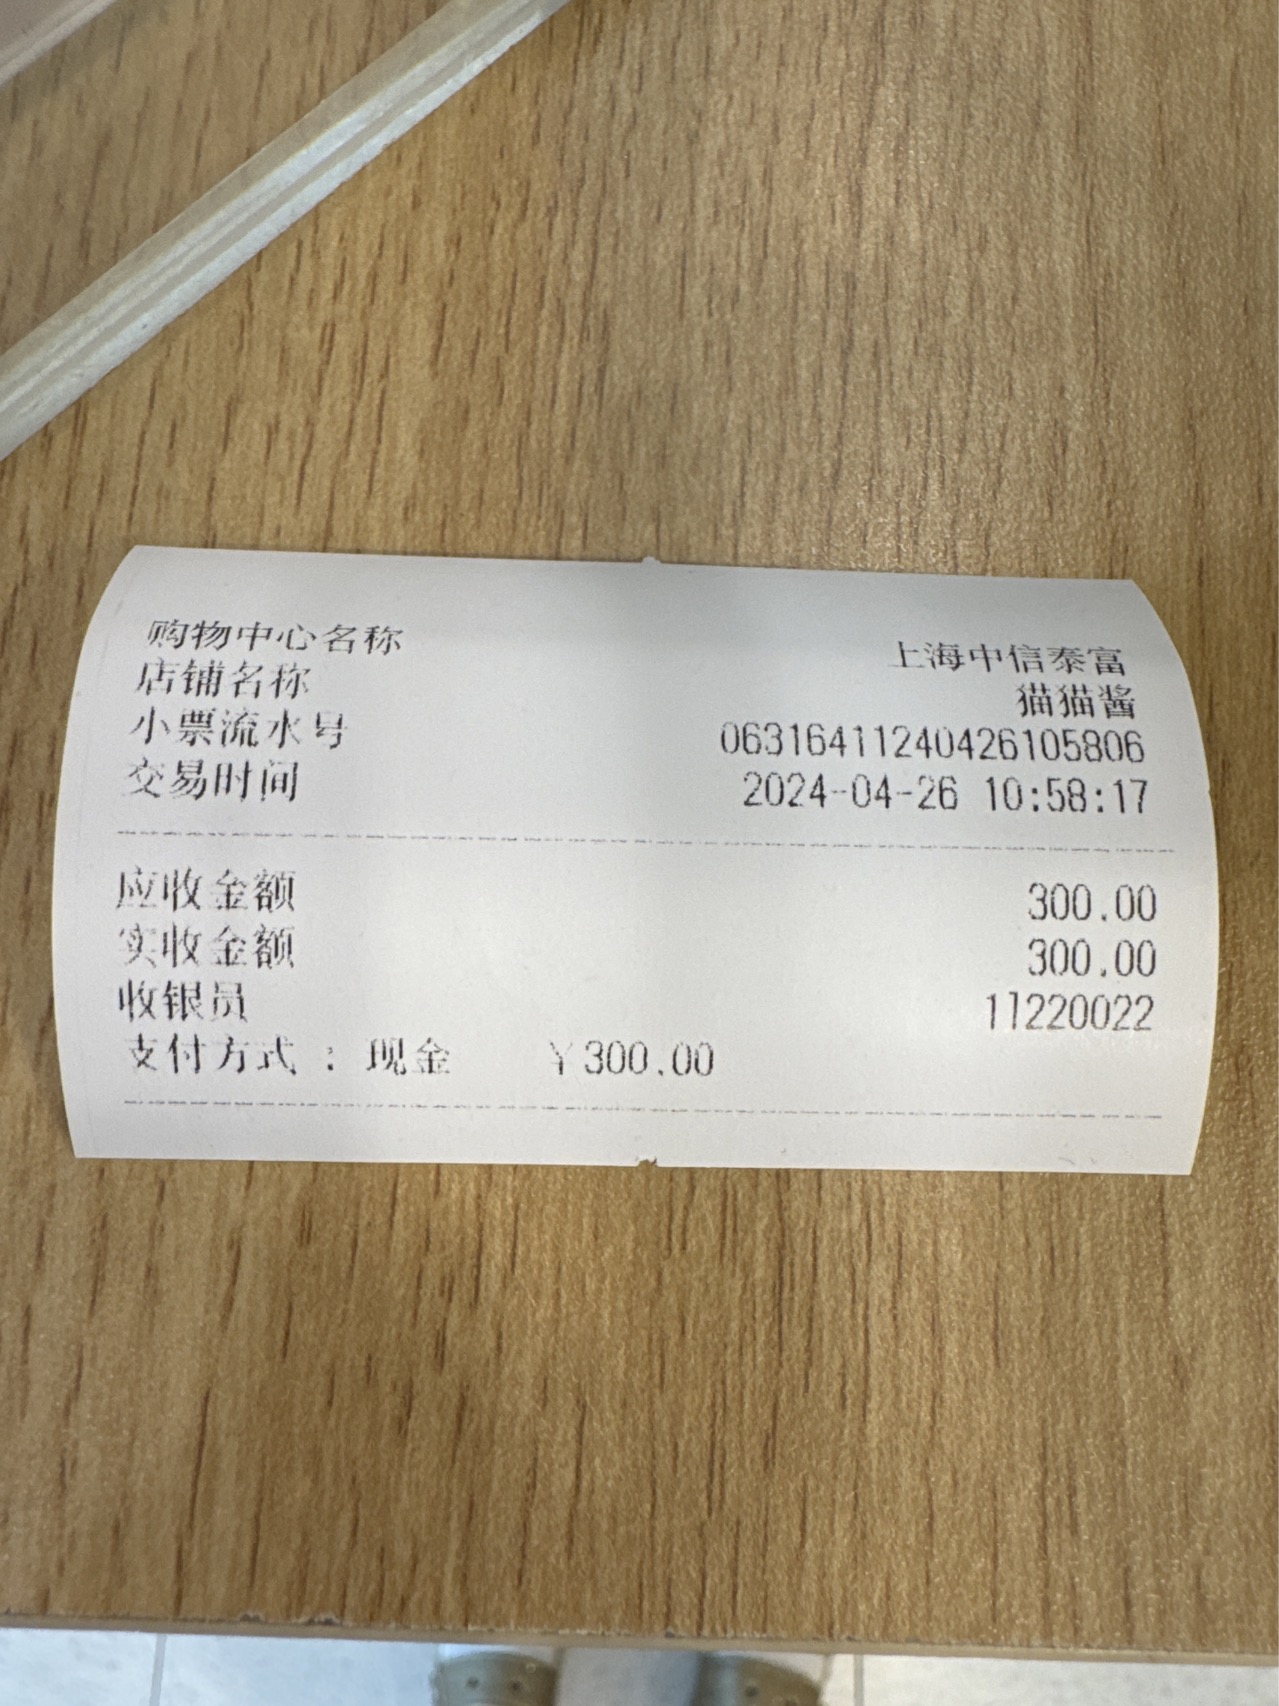 购物中心名称 上海中信泰富
店铺名称 猫猫酱
小票流水号 06316411240426105806
交易时间 2024-04-26 10:58:17
应收金额 300.00
实收金额 300.00
收银员 11220022
支付方式 : 现金 ¥300.00